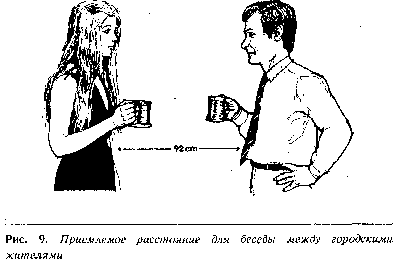 92 cm
Рис. 9. Приемлемое расстояние для беседы между городскими
жителями